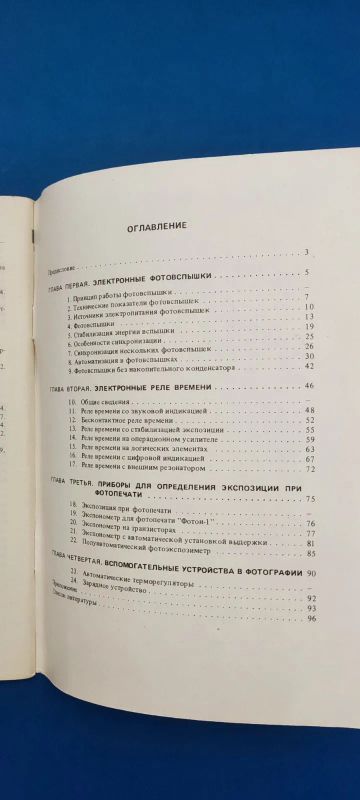 ОГЛАВЛЕНИЕ
Предисловие . . . 3
ГЛАВА ПЕРВАЯ. ЭЛЕКТРОННЫЕ ФОТОВСПЫШКИ . . . 5
1. Принцип работы фотовспышки . . . –
2. Технические показатели фотовспышек . . . 7
3. Источники электропитания фотовспышек . . . 10
4. Фотовспышки . . . 13
5. Стабилизация энергии вспышки . . . 19
6. Особенности синхронизации . . . 25
7. Синхронизация нескольких фотовспышек . . . 26
8. Автоматизация в фотовспышках . . . 30
9. Фотовспышки без накопительного конденсатора . . . 42
ГЛАВА ВТОРАЯ. ЭЛЕКТРОННЫЕ РЕЛЕ ВРЕМЕНИ . . . 46
10. Общие сведения . . . –
11. Реле времени со звуковой индикацией . . . 48
12. Бесконтактное реле времени . . . 52
13. Реле времени со стабилизацией экспозиции . . . 55
14. Реле времени на операционном усилителе . . . 59
15. Реле времени на логических элементах . . . 63
16. Реле времени с цифровой индикацией . . . 67
17. Реле времени с внешним резонатором . . . 72
ГЛАВА ТРЕТЬЯ. ПРИБОРЫ ДЛЯ ОПРЕДЕЛЕНИЯ ЭКСПОЗИЦИИ ПРИ
ФОТОПЕЧАТИ . . . 75
18. Экспозиция при фотопечати . . . –
19. Экспонометр для фотопечати "Фотон-1" . . . 76
20. Экспонометр на транзисторах . . . 77
21. Экспонометр с автоматической установкой выдержки . . . 81
22. Полуавтоматический фотоэкспозиметр . . . 85
ГЛАВА ЧЕТВЕРТАЯ. ВСПОМОГАТЕЛЬНЫЕ УСТРОЙСТВА В ФОТОГРАФИИ 90
23. Автоматические терморегуляторы . . . –
24. Зарядное устройство . . . 92
Приложения . . . 93
Список литературы . . . 96